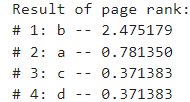 Result of page rank:
# 1: b -- 2.475179
# 2: a -- 0.781350
# 3: c -- 0.371383
# 4: d -- 0.371383